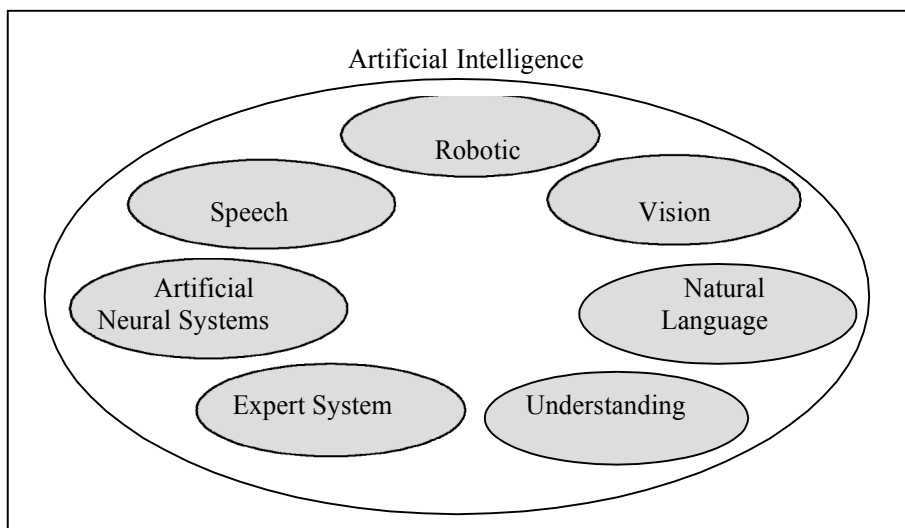 Artificial Intelligence
Robotic
Speech
Vision
Artificial
Neural Systems
Natural
Language
Expert System
Understanding